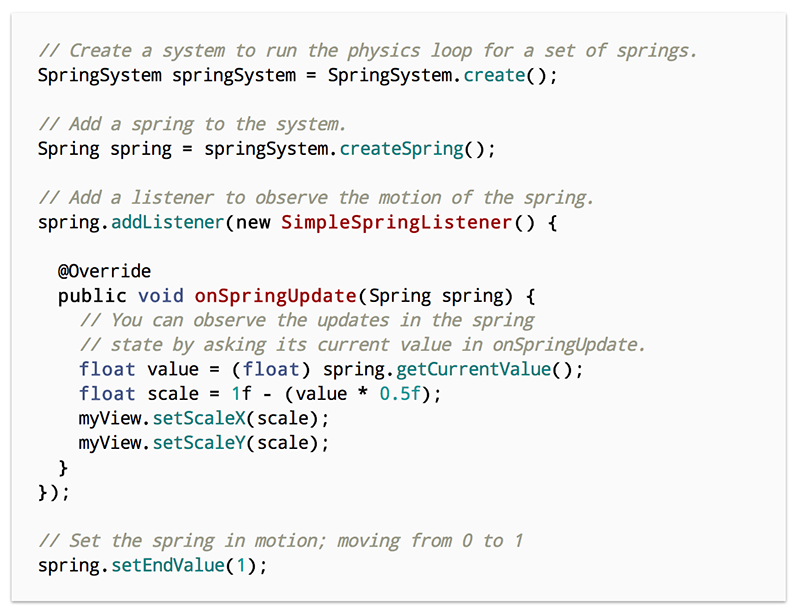 // Create a system to run the physics loop for a set of springs.
SpringSystem springSystem = SpringSystem.create();
// Add a spring to the system.
Spring spring = springSystem.createSpring();
// Add a listener to observe the motion of the spring.
spring.addListener(new SimpleSpringListener() {
@Override
public void onSpringUpdate(Spring spring) {
// You can observe the updates in the spring
// state by asking its current value in onSpringUpdate.
float value = (float) spring.getCurrentValue();
float scale = 1f - (value * 0.5f);
myView.setScaleX(scale);
myView.setScaleY(scale);
}
});
// Set the spring in motion; moving from 0 to 1
spring.setEndValue(1);